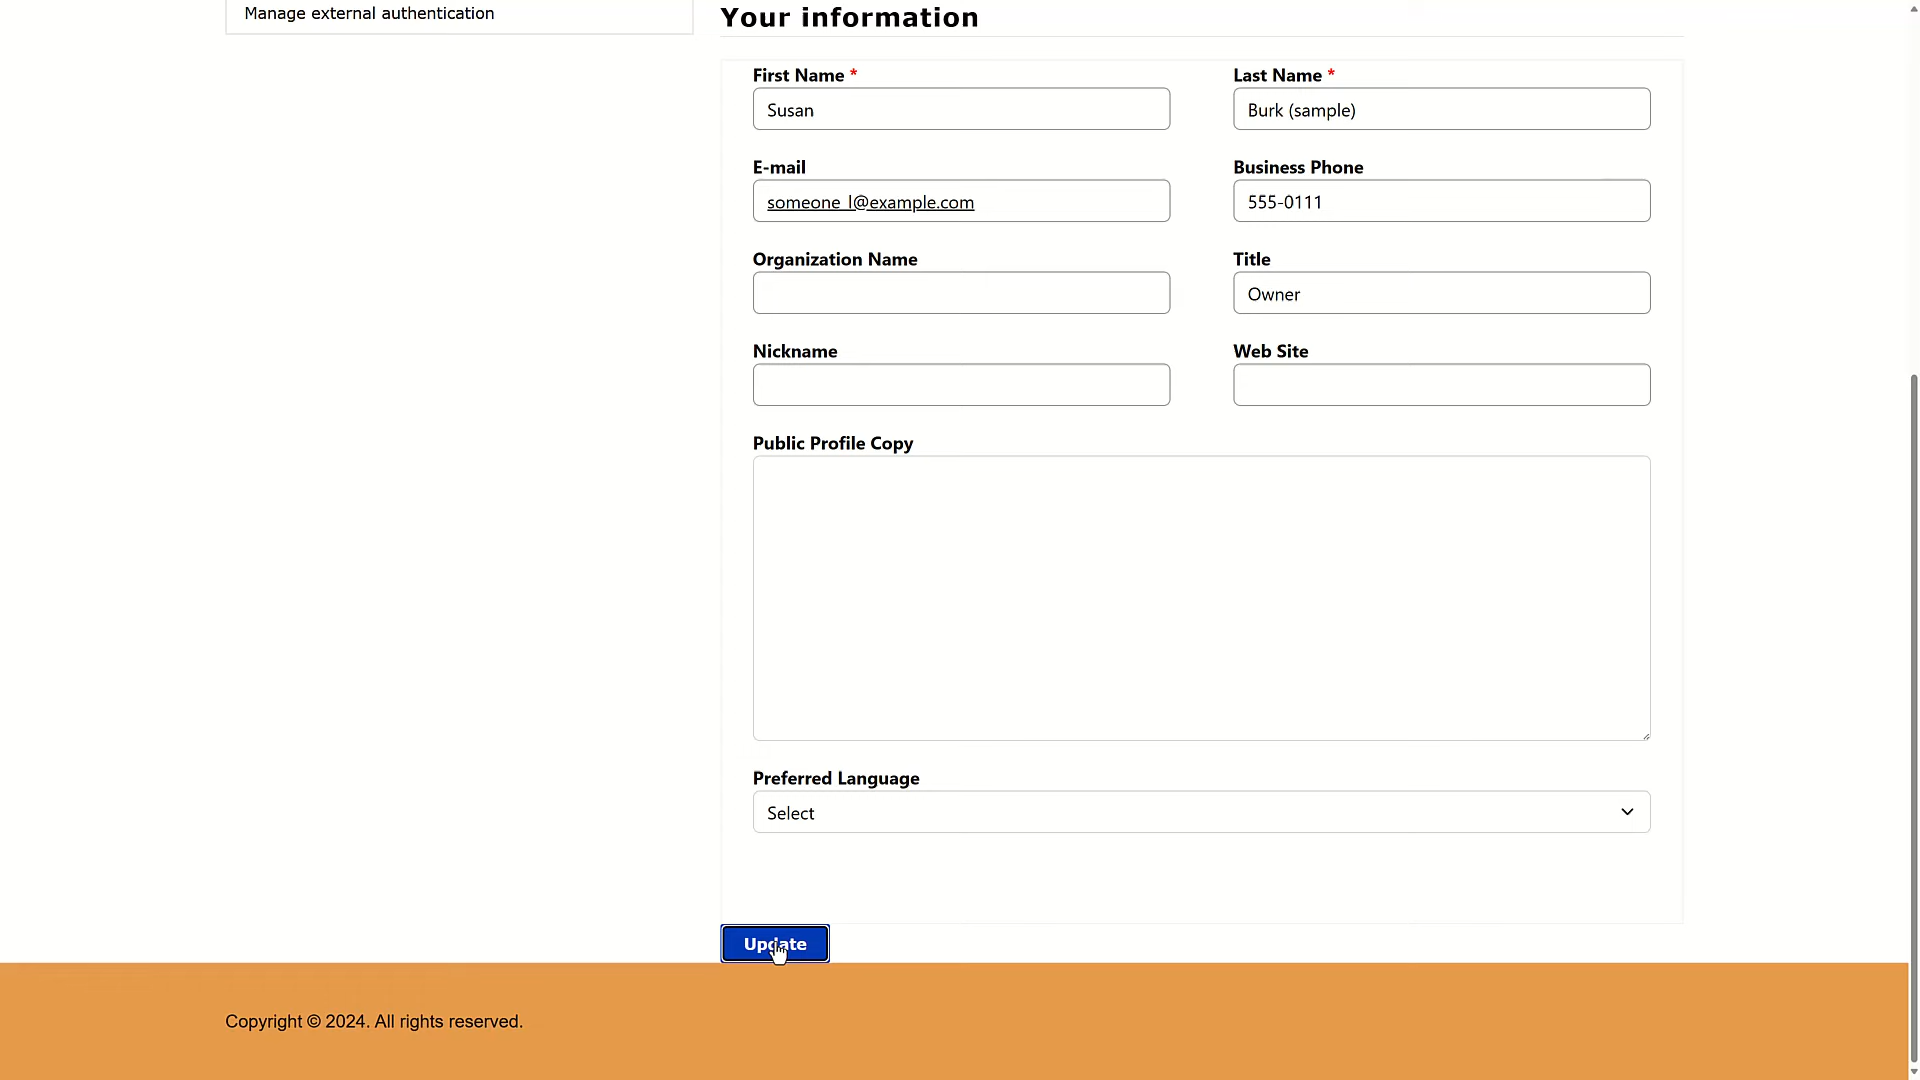 Manage external authentication
Your information
First Name *
Last Name *
Susan
Burk (sample)
E-mail
Business Phone
someone_l@example.com
555-0111
Organization Name
Title
Owner
Nickname
Web Site
Public Profile Copy
Preferred Language
Select
Update
Copyright © 2024. All rights reserved.